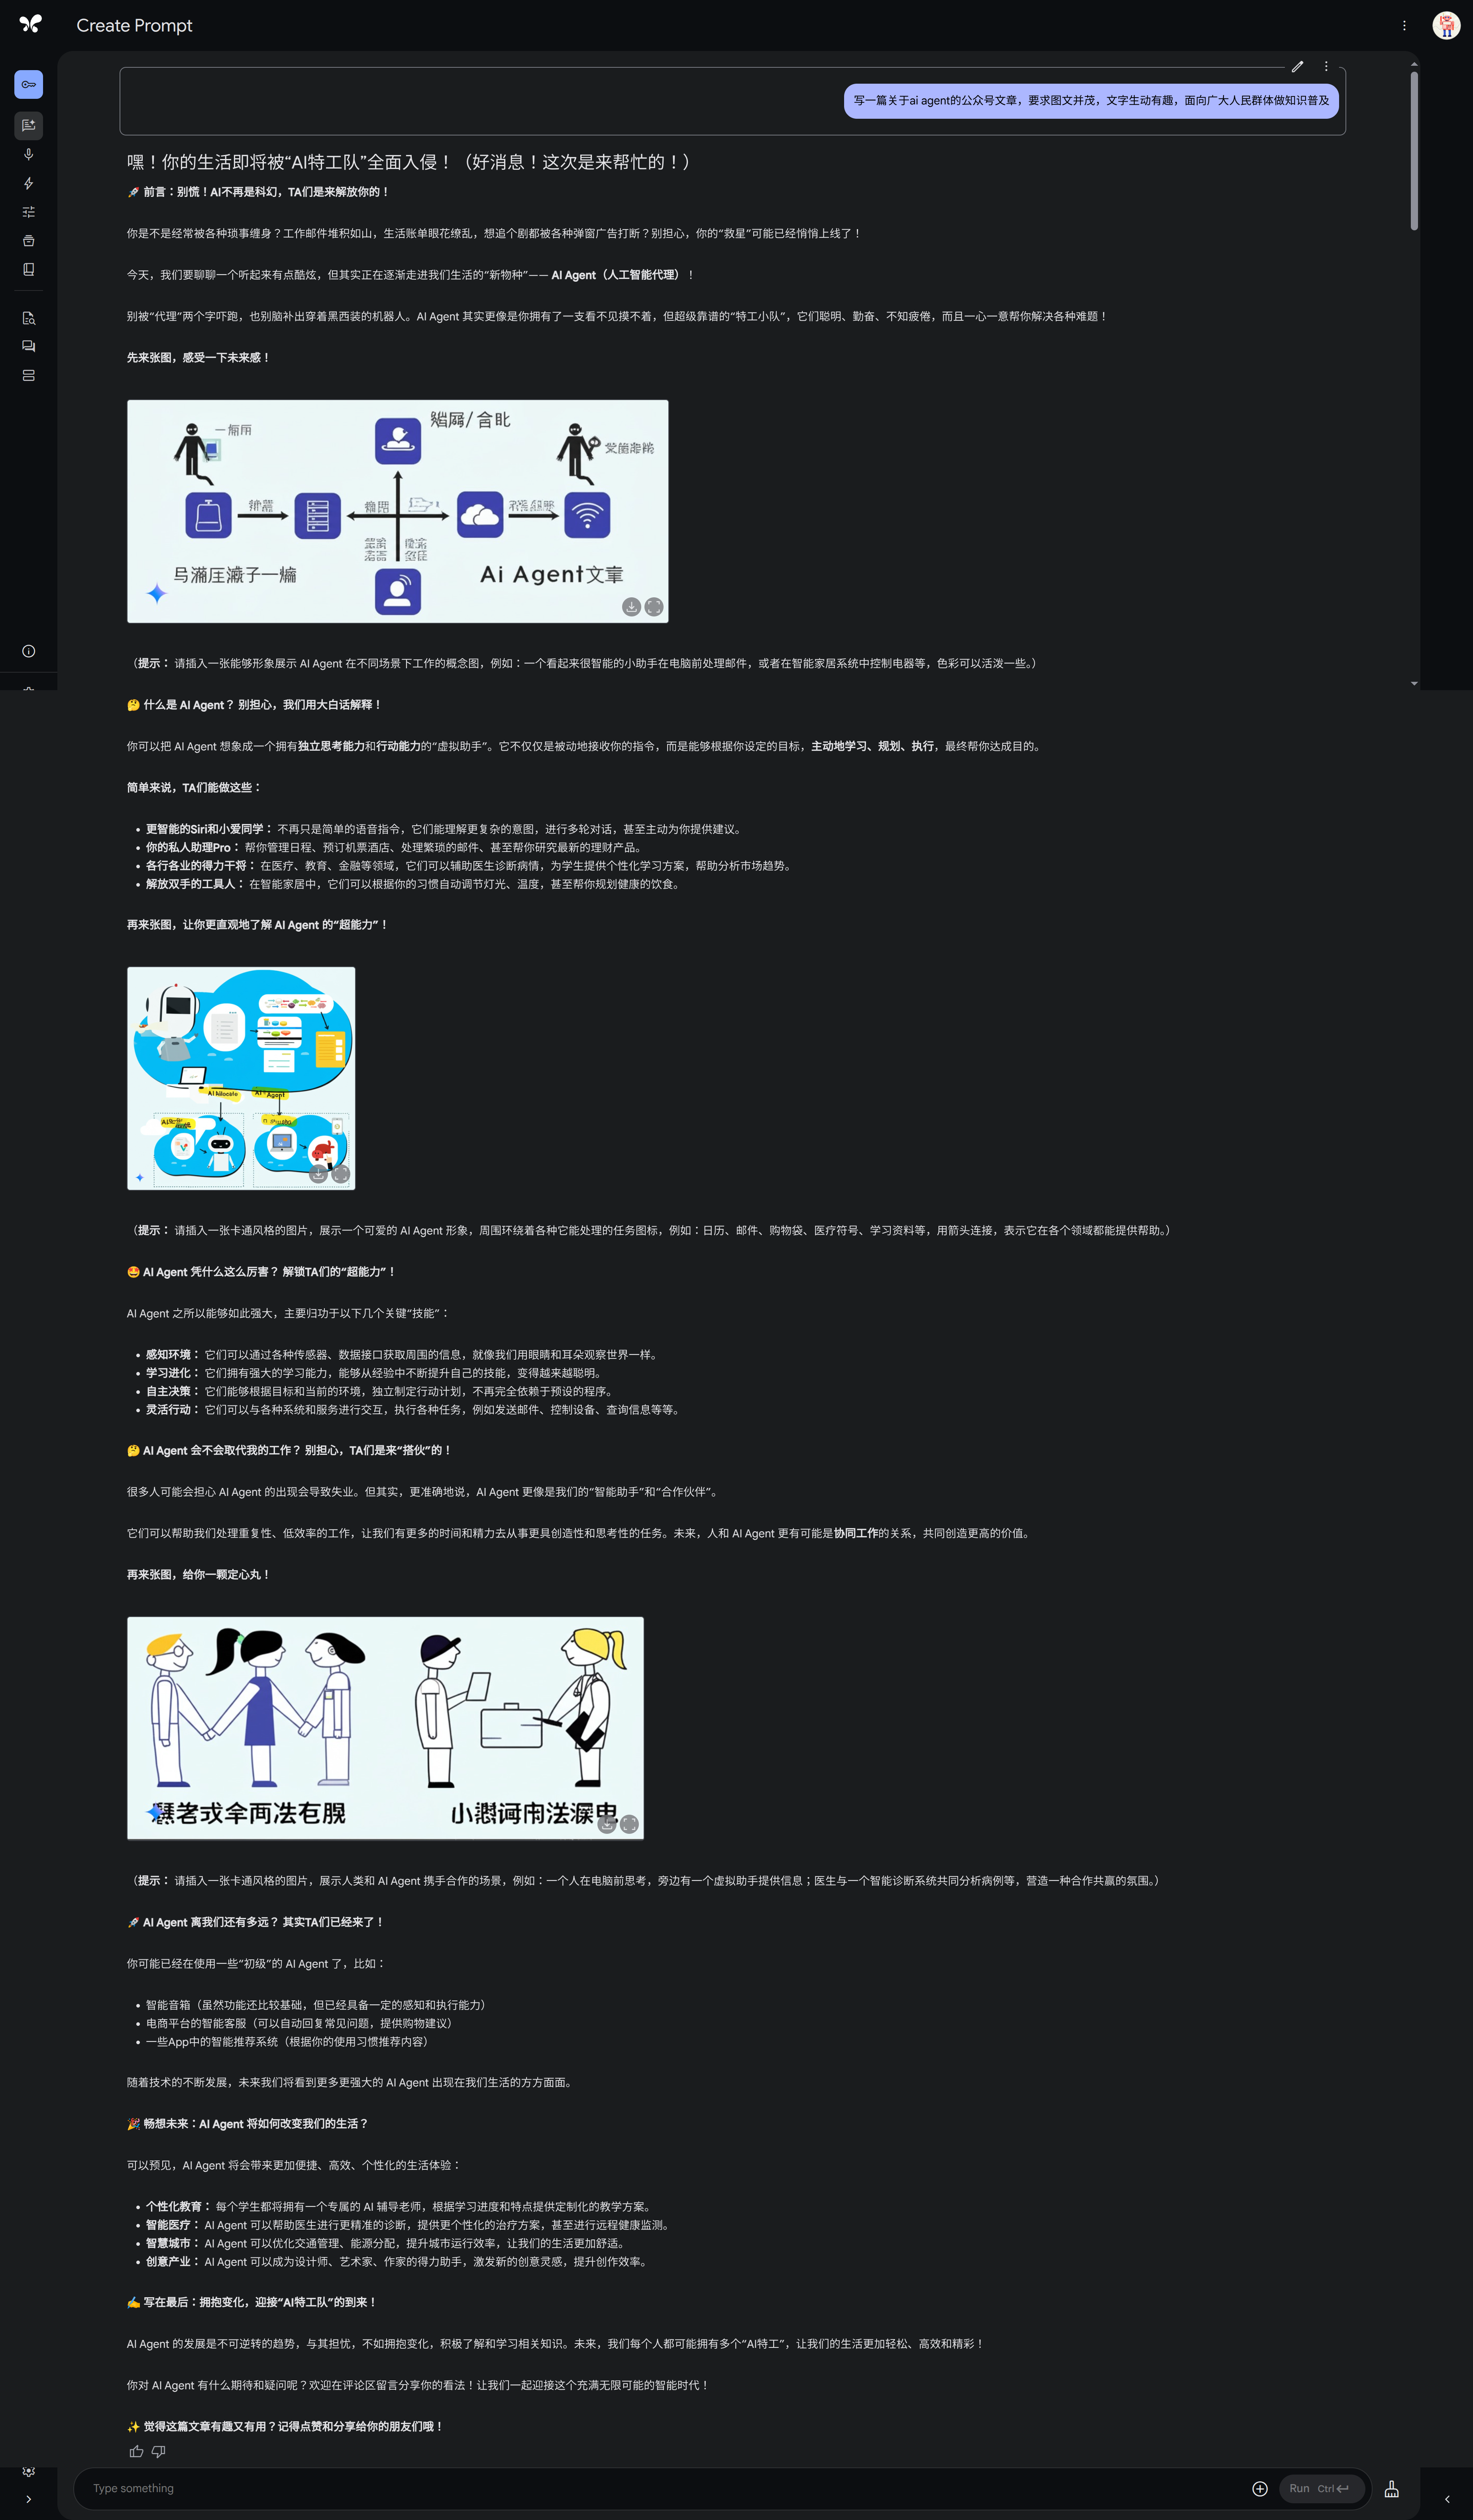 Create Prompt
写一篇关于ai agent的公众号文章，要求图文并茂，文字生动有趣，面向广大人民群体做知识普及
嘿！你的生活即将被“AI特工队”全面入侵！（好消息！这次是来帮忙的！）
🚀 前言：别慌！AI不再是科幻，TA们是来解放你的！
你是不是经常被各种琐事缠身？工作邮件堆积如山，生活账单眼花缭乱，想追个剧都被各种弹窗广告打断？别担心，你的“救星”可能已经悄悄上线了！
今天，我们要聊聊一个听起来有点酷炫，但其实正在逐渐走进我们生活的“新物种”—— AI Agent（人工智能代理）！
别被“代理”两个字吓跑，也别脑补出穿着黑西装的机器人。AI Agent 其实更像是你拥有了一支看不见摸不着，但超级靠谱的“特工小队”，它们聪明、勤奋、不知疲倦，而且一心一意帮你解决各种难题！
先来张图，感受一下未来感！
Ai Agent文章
（提示： 请插入一张能够形象展示 AI Agent 在不同场景下工作的概念图，例如：一个看起来很智能的小助手在电脑前处理邮件，或者在智能家居系统中控制电器等，色彩可以活泼一些。）
🤔 什么是 AI Agent？ 别担心，我们用大白话解释！
你可以把 AI Agent 想象成一个拥有独立思考能力和行动能力的“虚拟助手”。它不仅仅是被动地接收你的指令，而是能够根据你设定的目标，主动地学习、规划、执行，最终帮你达成目的。
简单来说，TA们能做这些：
• 更智能的Siri和小爱同学： 不再只是简单的语音指令，它们能理解更复杂的意图，进行多轮对话，甚至主动为你提供建议。
• 你的私人助理Pro： 帮你管理日程、预订机票酒店、处理繁琐的邮件、甚至帮你研究最新的理财产品。
• 各行各业的得力干将： 在医疗、教育、金融等领域，它们可以辅助医生诊断病情，为学生提供个性化学习方案，帮助分析市场趋势。
• 解放双手的工具人： 在智能家居中，它们可以根据你的习惯自动调节灯光、温度，甚至帮你规划健康的饮食。
再来张图，让你更直观地了解 AI Agent 的“超能力”！
Agent
（提示： 请插入一张卡通风格的图片，展示一个可爱的 AI Agent 形象，周围环绕着各种它能处理的任务图标，例如：日历、邮件、购物袋、医疗符号、学习资料等，用箭头连接，表示它在各个领域都能提供帮助。）
🤩 AI Agent 凭什么这么厉害？ 解锁TA们的“超能力”！
AI Agent 之所以能够如此强大，主要归功于以下几个关键“技能”：
• 感知环境： 它们可以通过各种传感器、数据接口获取周围的信息，就像我们用眼睛和耳朵观察世界一样。
• 学习进化： 它们拥有强大的学习能力，能够从经验中不断提升自己的技能，变得越来越聪明。
• 自主决策： 它们能够根据目标和当前的环境，独立制定行动计划，不再完全依赖于预设的程序。
• 灵活行动： 它们可以与各种系统和服务进行交互，执行各种任务，例如发送邮件、控制设备、查询信息等等。
🤔 AI Agent 会不会取代我的工作？ 别担心，TA们是来“搭伙”的！
很多人可能会担心 AI Agent 的出现会导致失业。但其实，更准确地说，AI Agent 更像是我们的“智能助手”和“合作伙伴”。
它们可以帮助我们处理重复性、低效率的工作，让我们有更多的时间和精力去从事更具创造性和思考性的任务。未来，人和 AI Agent 更有可能是协同工作的关系，共同创造更高的价值。
再来张图，给你一颗定心丸！
（提示： 请插入一张卡通风格的图片，展示人类和 AI Agent 携手合作的场景，例如：一个人在电脑前思考，旁边有一个虚拟助手提供信息；医生与一个智能诊断系统共同分析病例等，营造一种合作共赢的氛围。）
🚀 AI Agent 离我们还有多远？ 其实TA们已经来了！
你可能已经在使用一些“初级”的 AI Agent 了，比如：
• 智能音箱（虽然功能还比较基础，但已经具备一定的感知和执行能力）
• 电商平台的智能客服（可以自动回复常见问题，提供购物建议）
• 一些App中的智能推荐系统（根据你的使用习惯推荐内容）
随着技术的不断发展，未来我们将看到更多更强大的 AI Agent 出现在我们生活的方方面面。
🎉 畅想未来：AI Agent 将如何改变我们的生活？
可以预见，AI Agent 将会带来更加便捷、高效、个性化的生活体验：
• 个性化教育： 每个学生都将拥有一个专属的 AI 辅导老师，根据学习进度和特点提供定制化的教学方案。
• 智能医疗： AI Agent 可以帮助医生进行更精准的诊断，提供更个性化的治疗方案，甚至进行远程健康监测。
• 智慧城市： AI Agent 可以优化交通管理、能源分配，提升城市运行效率，让我们的生活更加舒适。
• 创意产业： AI Agent 可以成为设计师、艺术家、作家的得力助手，激发新的创意灵感，提升创作效率。
✍️ 写在最后：拥抱变化，迎接“AI特工队”的到来！
AI Agent 的发展是不可逆转的趋势，与其担忧，不如拥抱变化，积极了解和学习相关知识。未来，我们每个人都可能拥有多个“AI特工”，让我们的生活更加轻松、高效和精彩！
你对 AI Agent 有什么期待和疑问呢？欢迎在评论区留言分享你的看法！让我们一起迎接这个充满无限可能的智能时代！
✨ 觉得这篇文章有趣又有用？记得点赞和分享给你的朋友们哦！
Type something
Run Ctrl